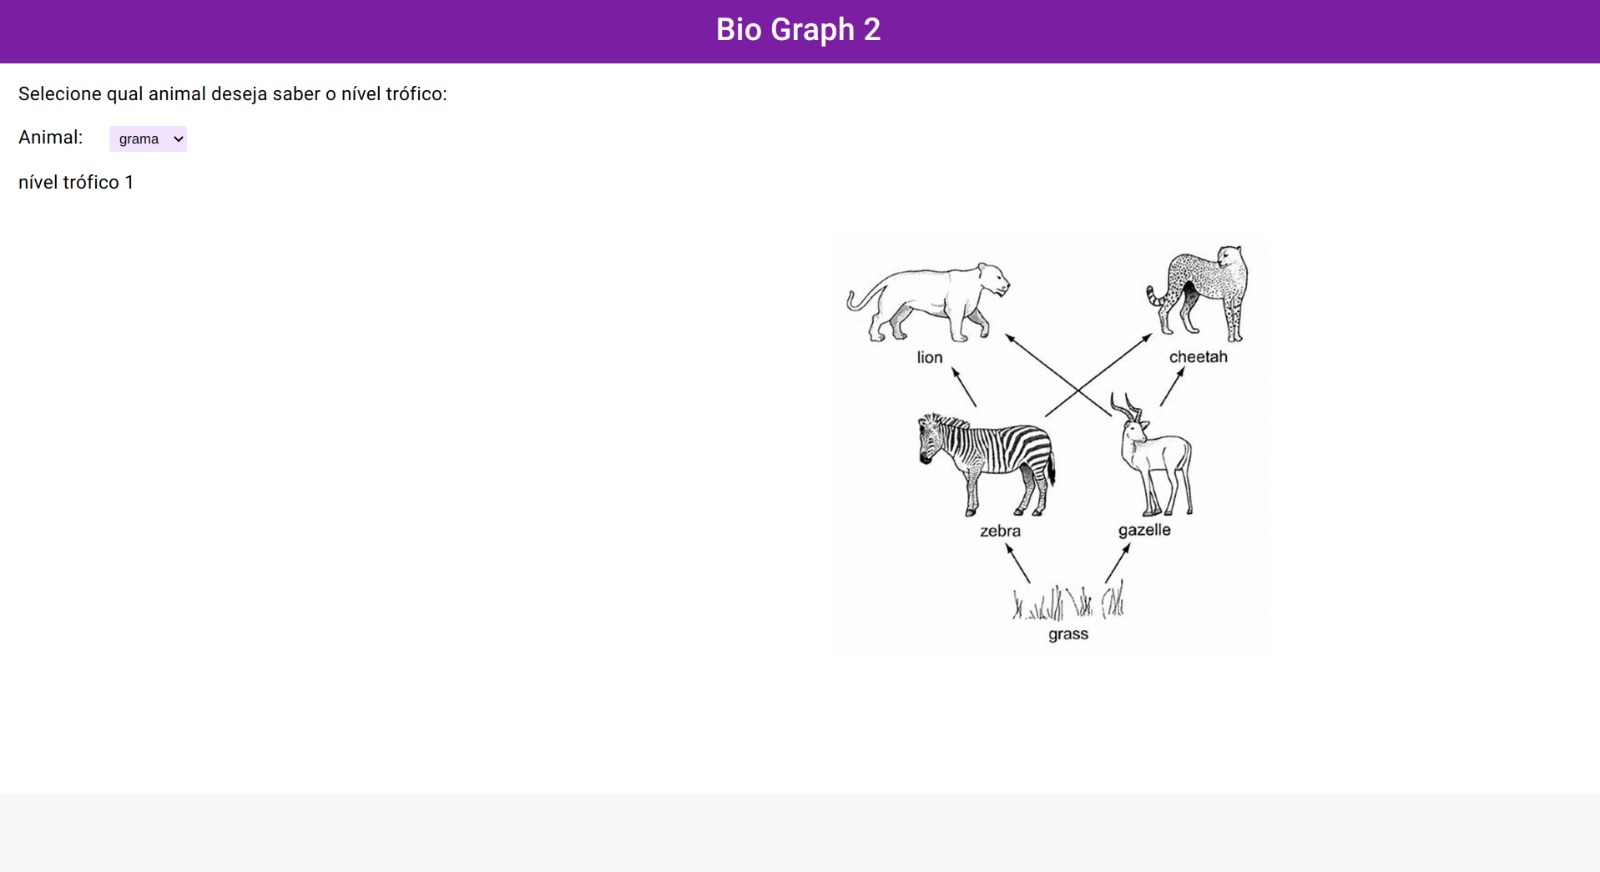 Bio Graph 2
Selecione qual animal deseja saber o nível trófico:
Animal: grama
nível trófico 1
lion
cheetah
zebra
gazelle
grass